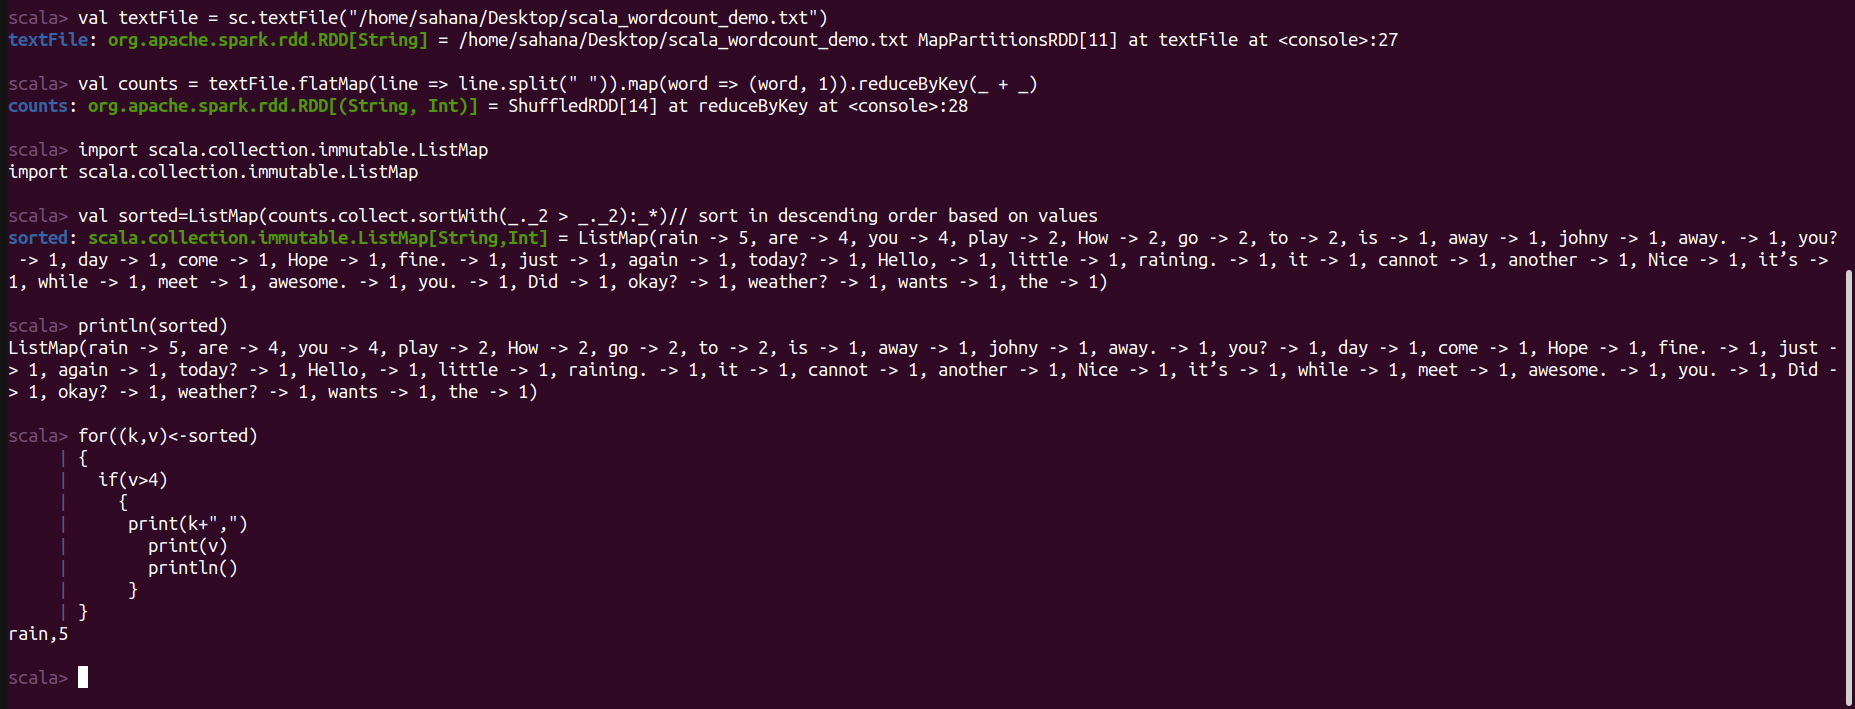 scala> val textFile = sc.textFile("/home/sahana/Desktop/scala_wordcount_demo.txt")
textFile: org.apache.spark.rdd.RDD[String] = /home/sahana/Desktop/scala_wordcount_demo.txt MapPartitionsRDD[11] at textFile at <console>:27
scala> val counts = textFile.flatMap(line => line.split(" ")).map(word => (word, 1)).reduceByKey(_ + _)
counts: org.apache.spark.rdd.RDD[(String, Int)] = ShuffledRDD[14] at reduceByKey at <console>:28
scala> import scala.collection.immutable.ListMap
import scala.collection.immutable.ListMap
scala> val sorted=ListMap(counts.collect.sortWith(_._2 > _._2):_*)// sort in descending order based on values
sorted: scala.collection.immutable.ListMap[String,Int] = ListMap(rain -> 5, are -> 4, you -> 4, play -> 2, How -> 2, go -> 2, to -> 2, is -> 1, away -> 1, johny -> 1, away. -> 1, you?
 -> 1, day -> 1, come -> 1, Hope -> 1, fine. -> 1, just -> 1, again -> 1, today? -> 1, Hello, -> 1, little -> 1, raining. -> 1, it -> 1, cannot -> 1, another -> 1, Nice -> 1, it’s ->
1, while -> 1, meet -> 1, awesome. -> 1, you. -> 1, Did -> 1, okay? -> 1, weather? -> 1, wants -> 1, the -> 1)
scala> println(sorted)
ListMap(rain -> 5, are -> 4, you -> 4, play -> 2, How -> 2, go -> 2, to -> 2, is -> 1, away -> 1, johny -> 1, away. -> 1, you? -> 1, day -> 1, come -> 1, Hope -> 1, fine. -> 1, just -
> 1, again -> 1, today? -> 1, Hello, -> 1, little -> 1, raining. -> 1, it -> 1, cannot -> 1, another -> 1, Nice -> 1, it’s -> 1, while -> 1, meet -> 1, awesome. -> 1, you. -> 1, Did -
> 1, okay? -> 1, weather? -> 1, wants -> 1, the -> 1)
scala> for((k,v)<-sorted)
     | {
     |   if(v>4)
     |     {
     |      print(k+",")
     |        print(v)
     |        println()
     |      }
     | }
rain,5
scala>